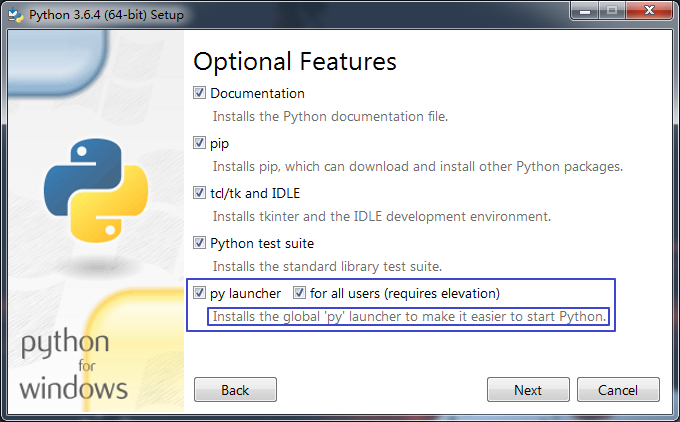 Python 3.6.4 (64-bit) Setup
Optional Features
Documentation
Installs the Python documentation file.
pip
Installs pip, which can download and install other Python packages.
tcl/tk and IDLE
Installs tkinter and the IDLE development environment.
Python test suite
Installs the standard library test suite.
py launcher for all users (requires elevation)
Installs the global 'py' launcher to make it easier to start Python.
python
for
windows
Back Next Cancel